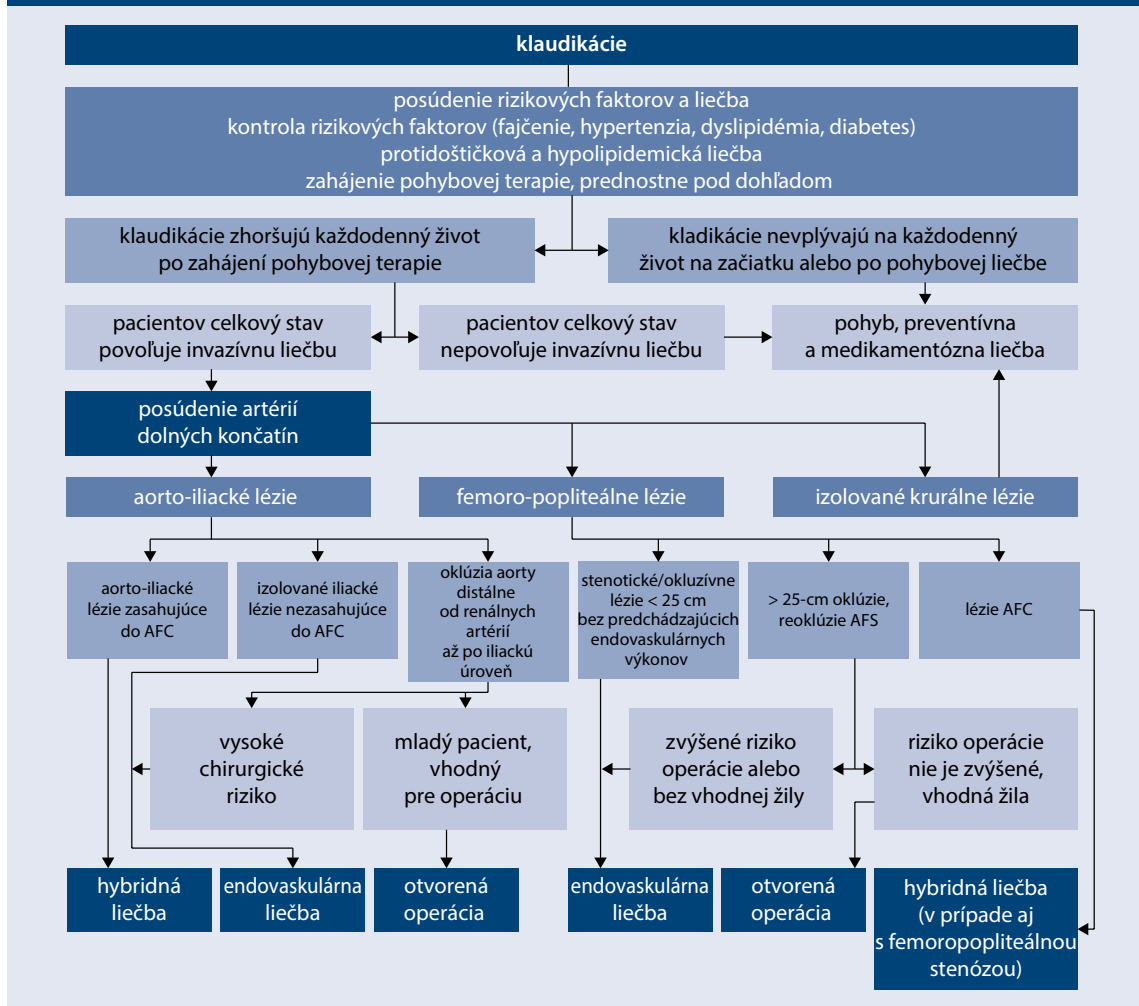 klaudikácie
posúdenie rizikových faktorov a liečba
kontrola rizikových faktorov (fajčenie, hypertenzia, dyslipidémia, diabetes)
protidoštičková a hypolipidemická liečba
zahájenie pohybovej terapie, prednostne pod dohľadom
klaudikácie zhoršujú každodenný život
po zahájení pohybovej terapie
kladikácie nevplývajú na každodenný
život na začiatku alebo po pohybovej liečbe
pacientov celkový stav
povoľuje invazívnu liečbu
pacientov celkový stav
nepovoľuje invazívnu liečbu
pohyb, preventívna
a medikamentózna liečba
posúdenie artérií
dolných končatín
aorto-iliacké lézie
femoro-popliteálne lézie
izolované krurálne lézie
aorto-iliacké
lézie zasahujúce
do AFC
izolované iliacké
lézie nezasahujúce
do AFC
oklúzia aorty
distálne
od renálnych
artérií
až po iliackú
úroveň
stenotické/okluzívne
lézie < 25 cm
bez predchádzajúcich
endovaskulárnych
výkonov
> 25-cm oklúzie,
reoklúzie AFS
lézie AFC
vysoké
chirurgické
riziko
mladý pacient,
vhodný
pre operáciu
zvýšené riziko
operácie alebo
bez vhodnej žily
riziko operácie
nie je zvýšené,
vhodná žila
hybridná
liečba
endovaskulárna
liečba
otvorená
operácia
endovaskulárna
liečba
otvorená
operácia
hybridná liečba
(v prípade aj
s femoropopliteálnou
stenózou)